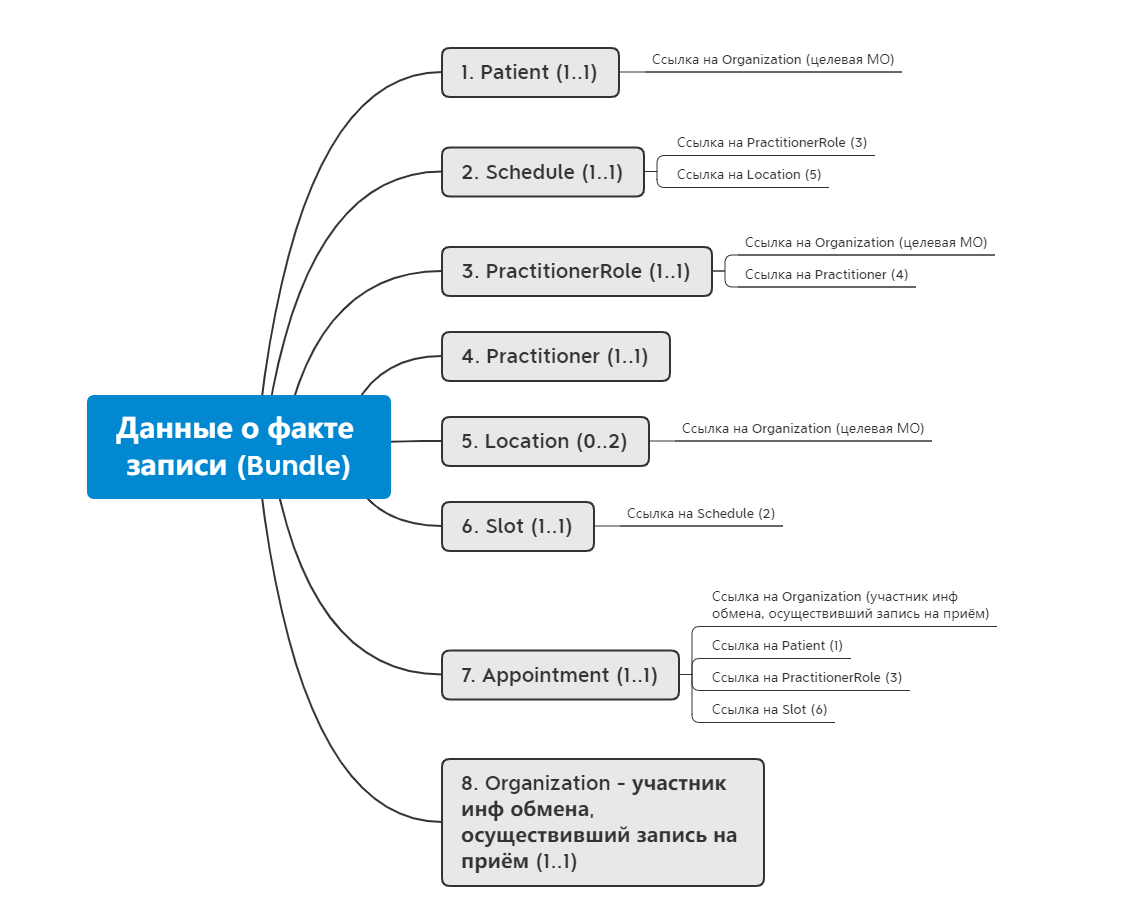 Данные о факте
записи (Bundle)
1. Patient (1..1)
Ссылка на Organization (целевая МО)
2. Schedule (1..1)
Ссылка на PractitionerRole (3)
Ссылка на Location (5)
3. PractitionerRole (1..1)
Ссылка на Organization (целевая МО)
Ссылка на Practitioner (4)
4. Practitioner (1..1)
5. Location (0..2)
Ссылка на Organization (целевая МО)
6. Slot (1..1)
Ссылка на Schedule (2)
7. Appointment (1..1)
Ссылка на Organization (участник инф
обмена, осуществивший запись на приём)
Ссылка на Patient (1)
Ссылка на PractitionerRole (3)
Ссылка на Slot (6)
8. Organization - участник
инф обмена,
осуществивший запись на
приём (1..1)